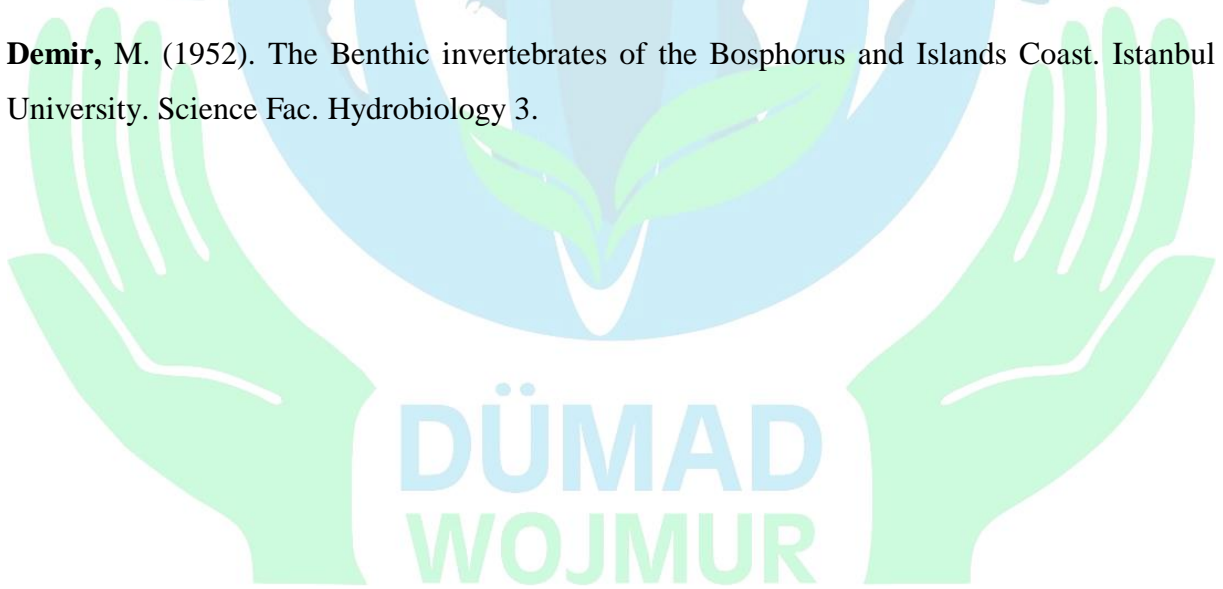 Demir, M. (1952). The Benthic invertebrates of the Bosphorus and Islands Coast. Istanbul
University. Science Fac. Hydrobiology 3.
DÜMAD
WOJMUR